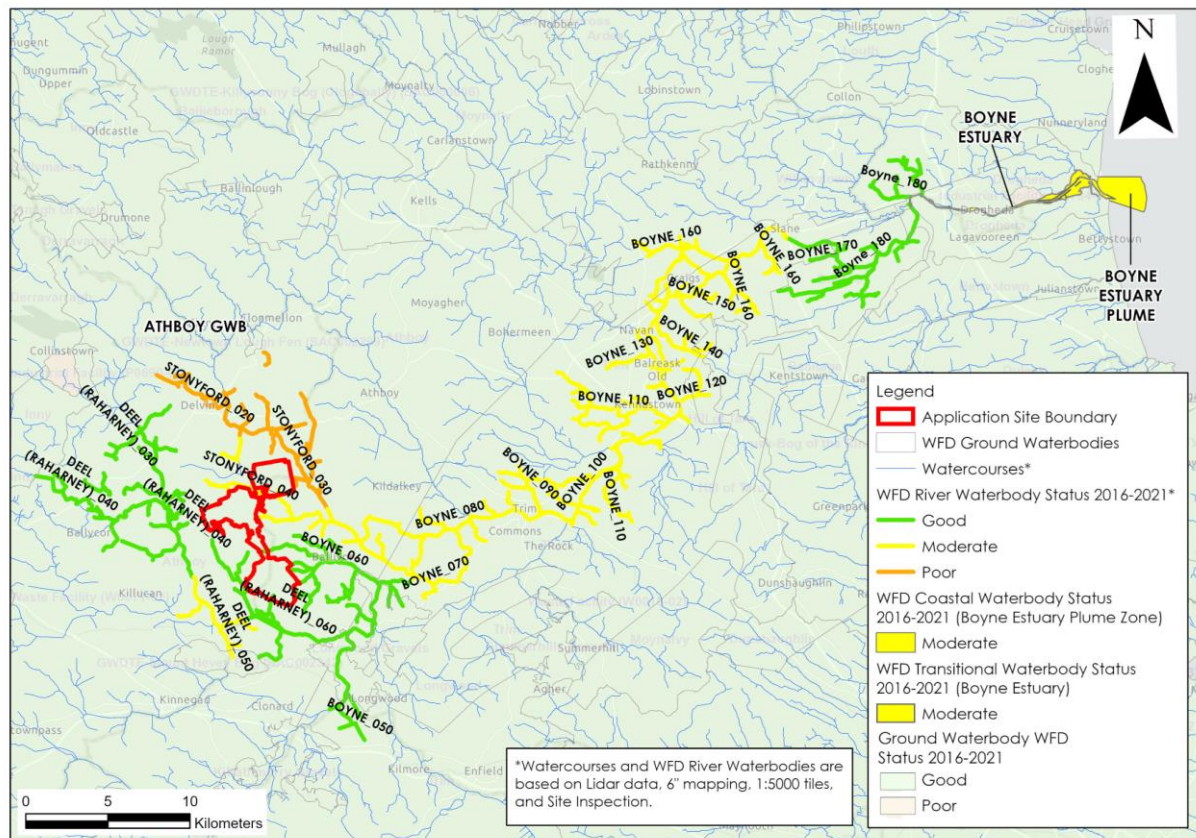 Nobber
Mullagh
Lough
Ramor
Dungummin
Upper
Moynalty
Lobinstown
Philipstown
Cruisetown
Clogher
Collon
Nunneryland
N
Oldcastle
Carlanstown
Rathkenny
BOYNE
ESTUARY
Ballinlough
Kells
Boyne_180
Drumone
Slane
Drogheda
Lagavooren
Bettystown
BOYNE_160
BOYNE_160
BOYNE_170
Boyne_180
Julianstown
BOYNE
ESTUARY
PLUME
Moyagher
BOYNE_160
BOYNE_150
ATHBOY GWB
Clonmellon
Bohermeen
Navan
BOYNE_140
BOYNE_130
Balreask
Old
Kentstown
Collinstown
Athboy
STONYFORD_020
Delvin
BOYNE_120
BOYNE_110
DEEL
(RAHARNEY)_030
STONYFORD_030
STONYFORD_040
Kildalkey
DEEL
(RAHARNEY)_040
DEEL
(RAHARNEY)_040
BOYNE_090
BOYNE_100
BOYNE_110
Trim
BOYNE_080
Commons
The Rock
Greenpark
BOYNE_060
BOYNE_070
Dunshaughlin
Killucan
DEEL
(RAHARNEY)_060
DEEL
(RAHARNEY)_050
Summerhill
Kinnegad
Clonard
Longwood
Agher
BOYNE_050
Kilmore
Enfield
Legend
Application Site Boundary
WFD Ground Waterbodies
Watercourses*
WFD River Waterbody Status 2016-2021*
Good
Moderate
Poor
WFD Coastal Waterbody Status
2016-2021 (Boyne Estuary Plume Zone)
Moderate
WFD Transitional Waterbody Status
2016-2021 (Boyne Estuary)
Moderate
Ground Waterbody WFD
Status 2016-2021
Good
Poor
*Watercourses and WFD River Waterbodies are
based on Lidar data, 6" mapping, 1:5000 tiles,
and Site Inspection.
0 5 10
Kilometers